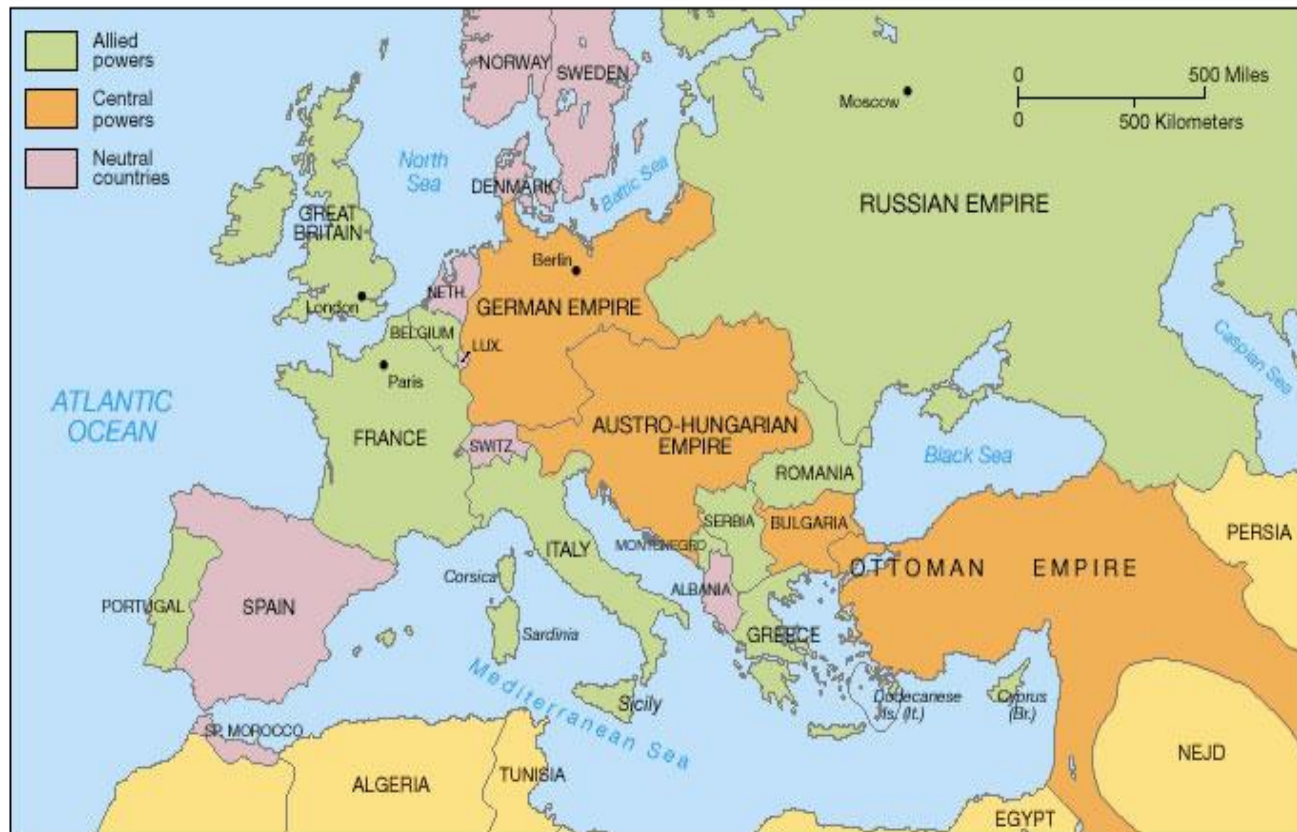 Allied
powers
Central
powers
Neutral
countries
NORWAY
SWEDEN
Moscow
0
500 Miles
0
500 Kilometers
North
Sea
DENMARK
Baltic Sea
RUSSIAN EMPIRE
GREAT
BRITAIN
London
NETH.
Berlin
GERMAN EMPIRE
BELGIUM
LUX.
Paris
Caspian Sea
ATLANTIC
OCEAN
FRANCE
SWITZ.
AUSTRO-HUNGARIAN
EMPIRE
ROMANIA
Black Sea
SERBIA
BULGARIA
MONTENEGRO
ITALY
PERSIA
OTTOMAN EMPIRE
Corsica
ALBANIA
PORTUGAL
SPAIN
Sardinia
GREECE
Sicily
Dodecanese
Is. (It.)
Cyprus
(Br.)
Mediterranean Sea
SP. MOROCCO
NEJD
ALGERIA
TUNISIA
EGYPT